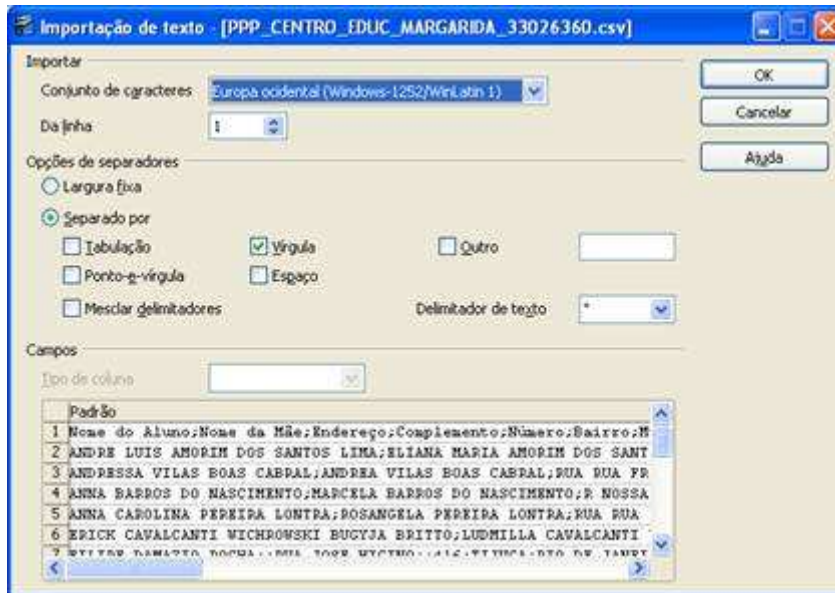 Importação de texto - [PPP_CENTRO_EDUC_MARGARIDA_33026360.csv]
Importar
OK
Conjunto de caracteres Europa ocidental (Windows-1252/WinLatin 1)
Cancelar
Da linha 1
Ajuda
Opções de separadores
Largura fixa
Separado por
Tabulação Vírgula Outro
Ponto-e-vírgula Espaço
Mesclar delimitadores Delimitador de texto "
Campos
Tipo de coluna
Padrão
1 Nome do Aluno;Nome da Mãe;Endereço;Complemento;Número;Bairro;M
2 ANDRE LUIS AMORIM DOS SANTOS LIMA;ELIANA MARIA AMORIM DOS SANT
3 ANDRESSA VILAS BOAS CABRAL;ANDREA VILAS BOAS CABRAL;RUA RUA FR
4 ANNA BARROS DO NASCIMENTO;MARCELA BARROS DO NASCIMENTO;R NOSSA
5 ANNA CAROLINA PEREIRA LONTRA;ROSANGELA PEREIRA LONTRA;RUA RUA
6 ERICK CAVALCANTI WICHROWSKI BUGYJA BRITTO;LUDMILLA CAVALCANTI
7